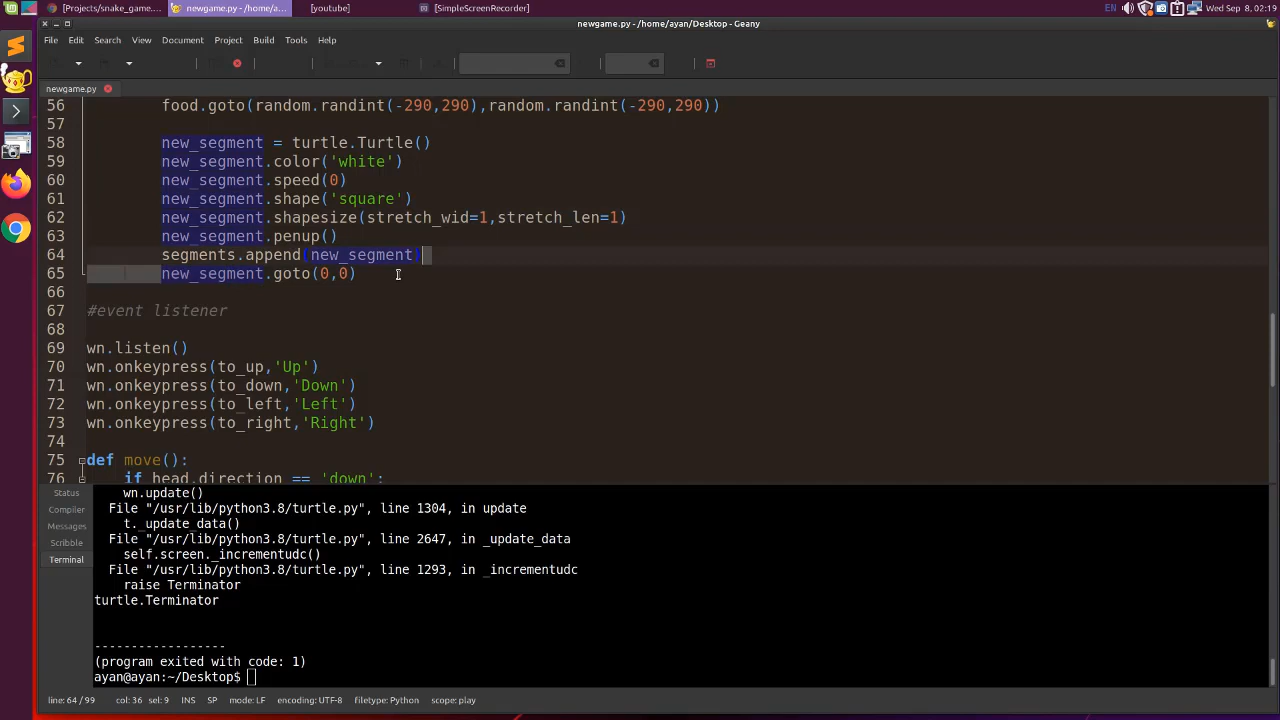 [Projects/snake_game.... newgame.py - /home/a... [youtube] [SimpleScreenRecorder] EN Wed Sep 8, 02:19
newgame.py - /home/ayan/Desktop - Geany
File Edit Search View Document Project Build Tools Help
newgame.py
56 food.goto(random.randint(-290,290),random.randint(-290,290))
57
58 new_segment = turtle.Turtle()
59 new_segment.color('white')
60 new_segment.speed(0)
61 new_segment.shape('square')
62 new_segment.shapesize(stretch_wid=1,stretch_len=1)
63 new_segment.penup()
64 segments.append(new_segment)
65 new_segment.goto(0,0)
66
67 #event listener
68
69 wn.listen()
70 wn.onkeypress(to_up,'Up')
71 wn.onkeypress(to_down,'Down')
72 wn.onkeypress(to_left,'Left')
73 wn.onkeypress(to_right,'Right')
74
75 def move():
76 if head.direction == 'down':
Status
Compiler
Messages
Scribble
Terminal
wn.update()
File "/usr/lib/python3.8/turtle.py", line 1304, in update
t._update_data()
File "/usr/lib/python3.8/turtle.py", line 2647, in _update_data
self.screen._incrementudc()
File "/usr/lib/python3.8/turtle.py", line 1293, in _incrementudc
raise Terminator
turtle.Terminator
------------------
(program exited with code: 1)
ayan@ayan:~/Desktop$
line: 64 / 99 col: 36 sel: 9 INS SP mode: LF encoding: UTF-8 filetype: Python scope: play